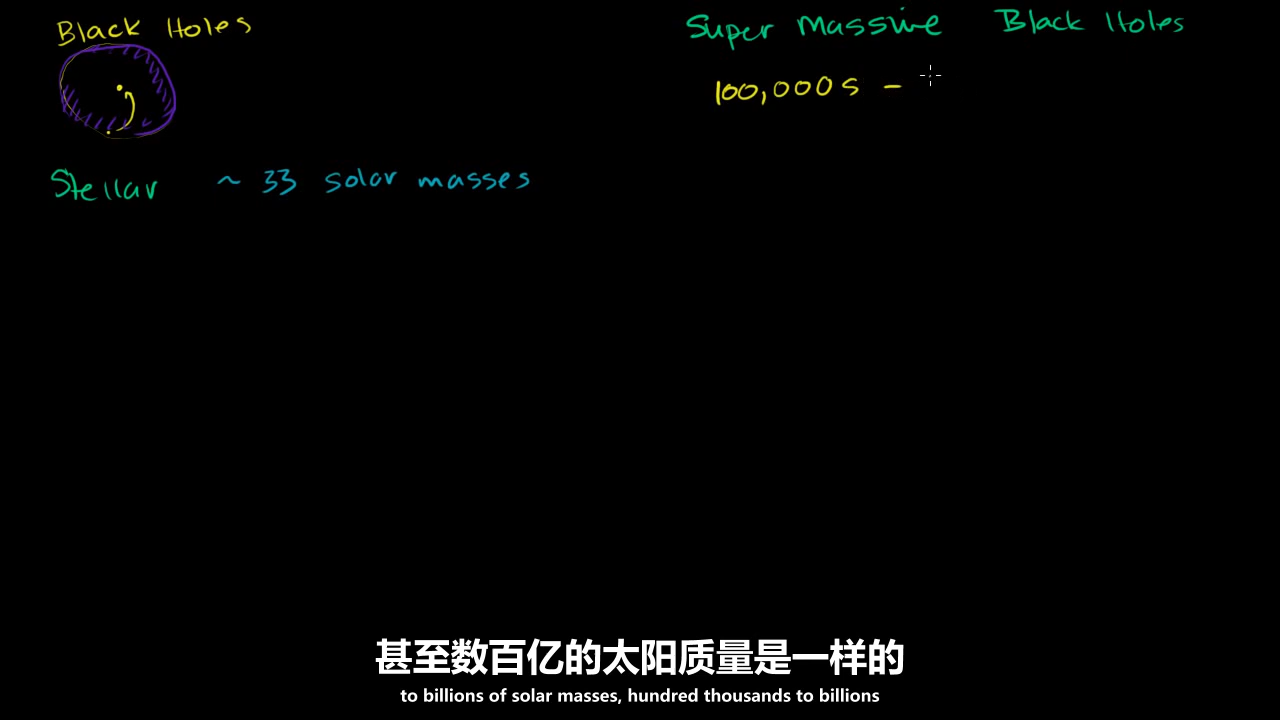 Black Holes
Super Massive Black Holes
100,000s -
Stellar ~ 33 solar masses
甚至数百亿的太阳质量是一样的
to billions of solar masses, hundred thousands to billions